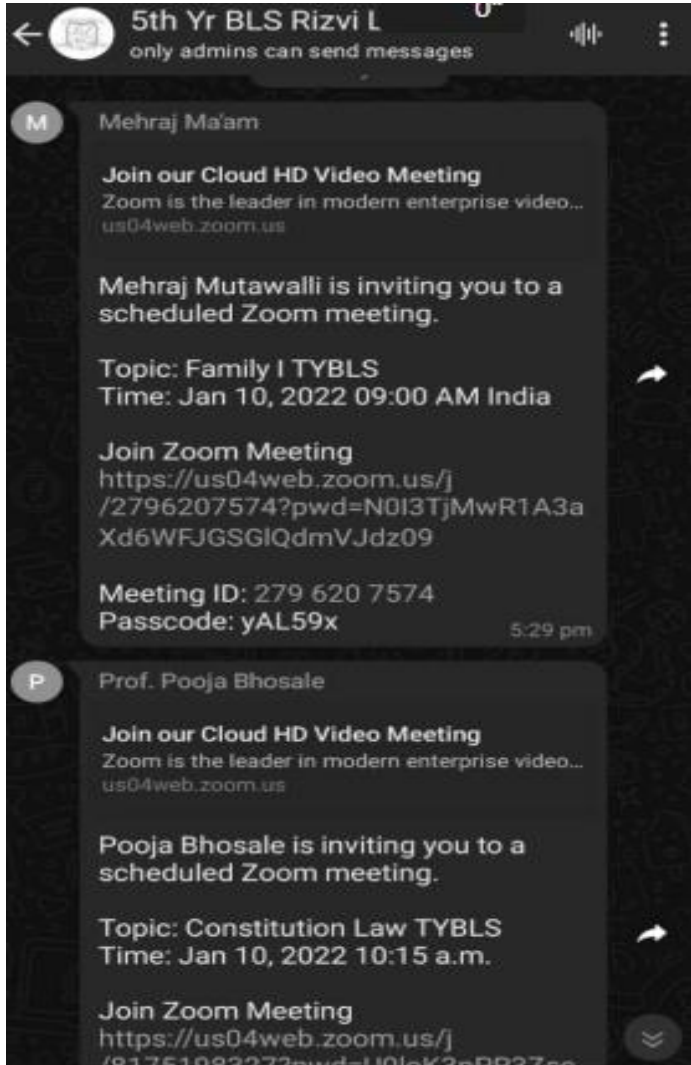 5th Yr BLS Rizvi L
only admins can send messages
M
Mehraj Ma'am
Join our Cloud HD Video Meeting
Zoom is the leader in modern enterprise video...
us04web.zoom.us
Mehraj Mutawalli is inviting you to a
scheduled Zoom meeting.
Topic: Family I TYBLS
Time: Jan 10, 2022 09:00 AM India
Join Zoom Meeting
https://us04web.zoom.us/j
/2796207574?pwd=N0I3TjMwR1A3a
Xd6WFJGSGlQdmVJdz09
Meeting ID: 279 620 7574
Passcode: yAL59x
5:29 pm
P
Prof. Pooja Bhosale
Join our Cloud HD Video Meeting
Zoom is the leader in modern enterprise video...
us04web.zoom.us
Pooja Bhosale is inviting you to a
scheduled Zoom meeting.
Topic: Constitution Law TYBLS
Time: Jan 10, 2022 10:15 a.m.
Join Zoom Meeting
https://us04web.zoom.us/j